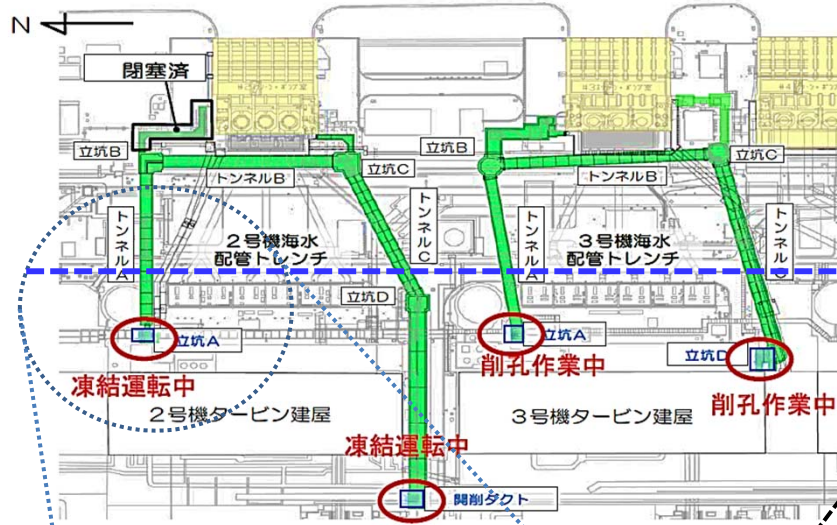 N
閉塞済
立坑B
トンネルB
立坑C
トンネルA
2号機海水
配管トレンチ
トンネルC
立坑D
立坑A
凍結運転中
2号機タービン建屋
凍結運転中
開削ダクト
立坑B
トンネルB
立坑C
トンネルA
3号機海水
配管トレンチ
立坑A
削孔作業中
立坑D
削孔作業中
3号機タービン建屋